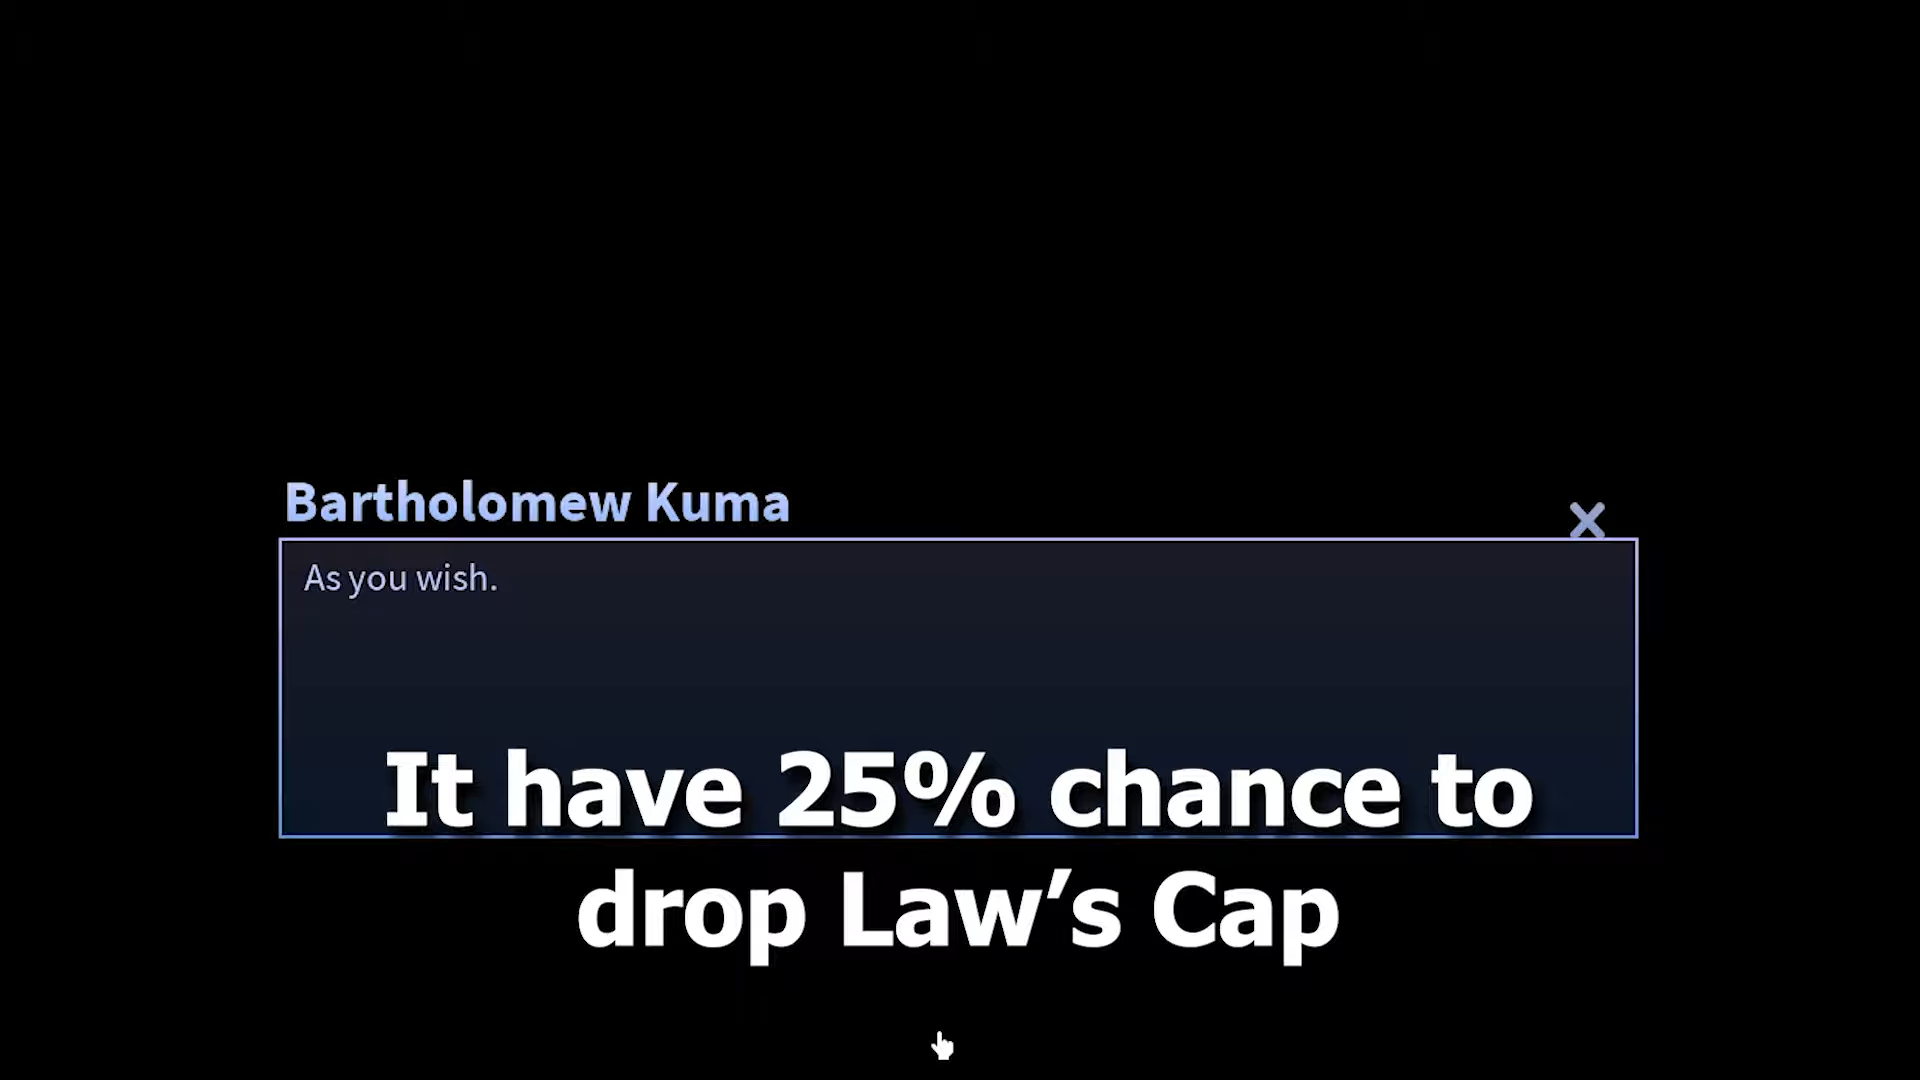 Bartholomew Kuma
As you wish.
It have 25% chance to
drop Law’s Cap